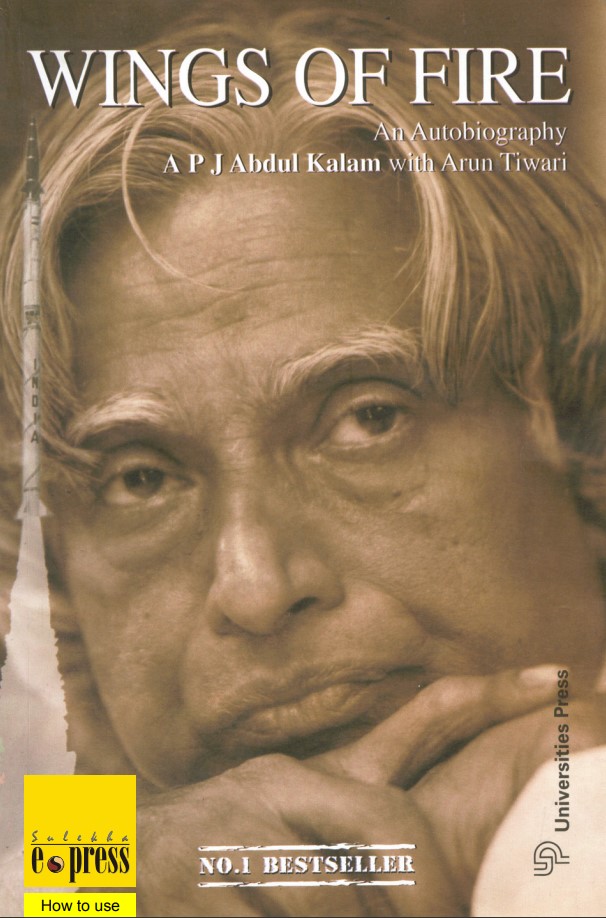 WINGS OF FIRE
An Autobiography
A P J Abdul Kalam with Arun Tiwari
INDIA
Universities Press
Sulekha
e press
How to use
NO.1 BESTSELLER